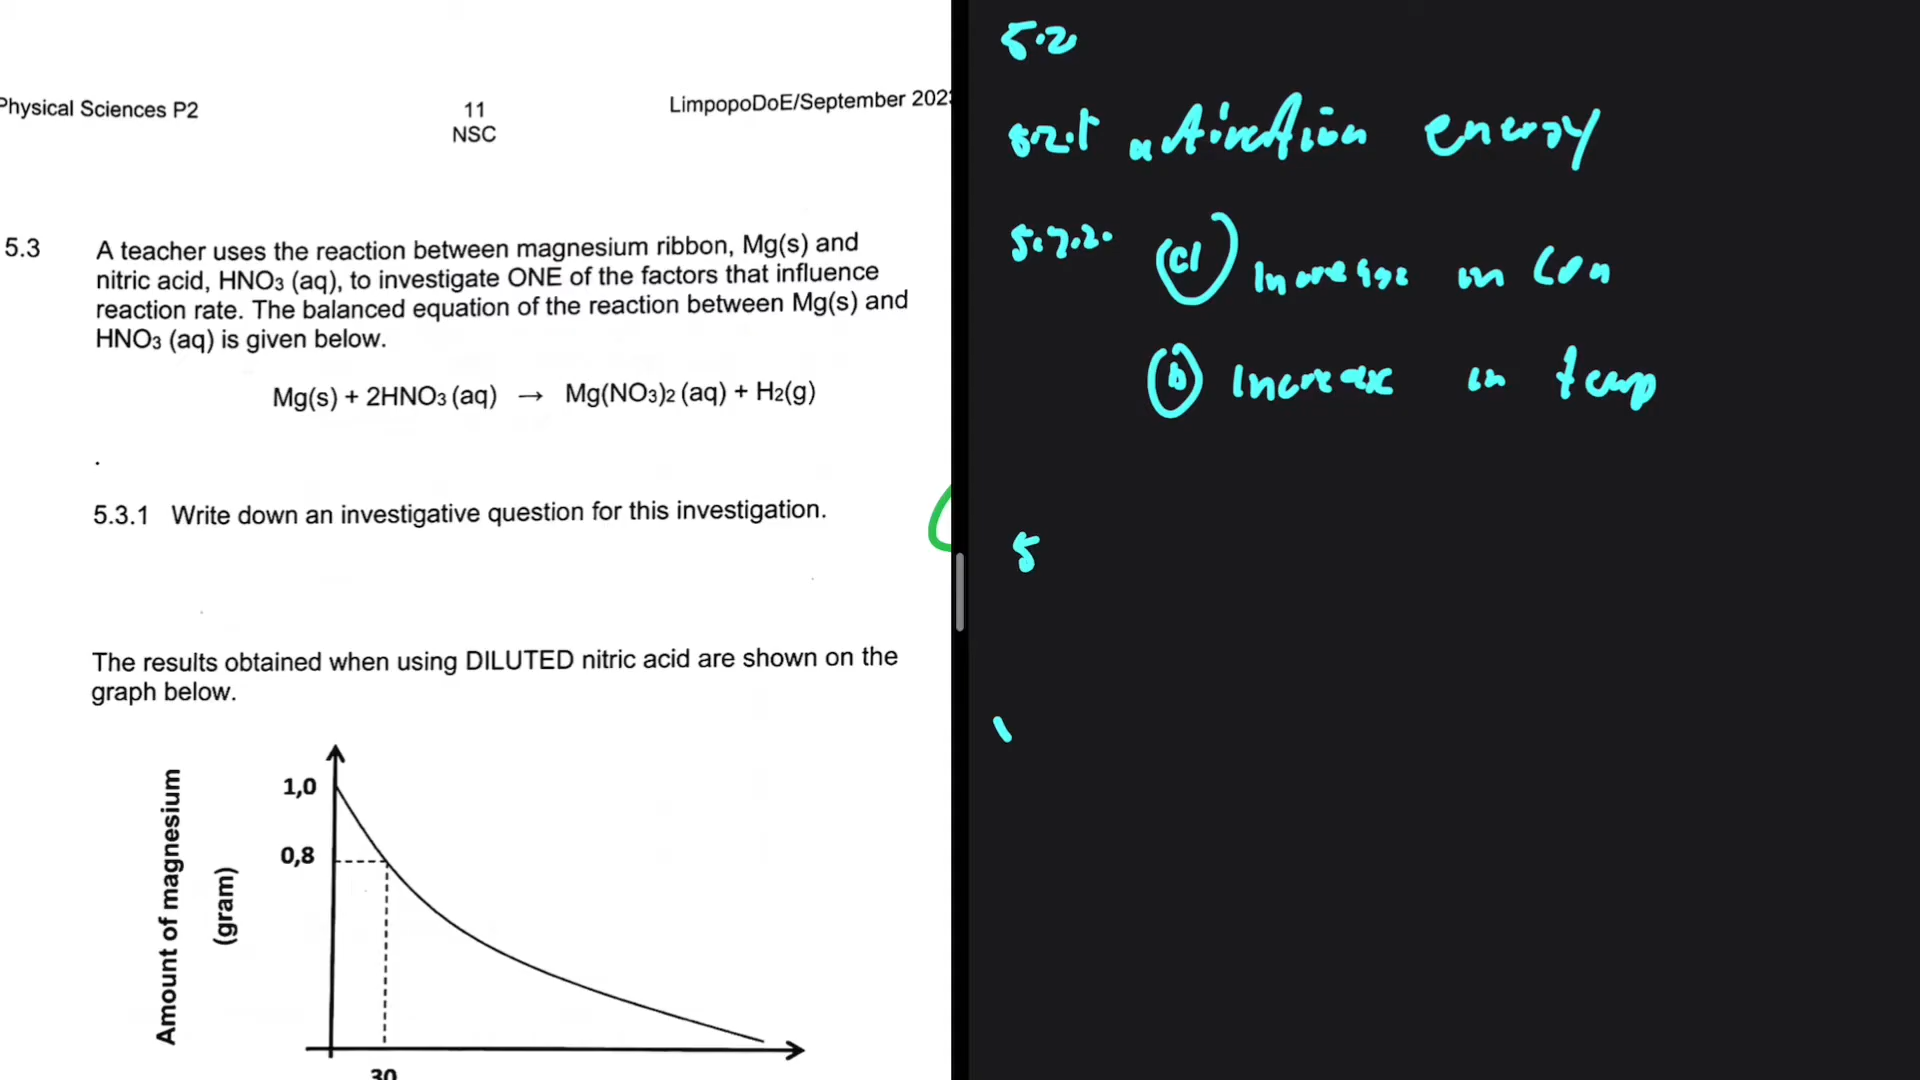 Physical Sciences P2
11
NSC
LimpopoDoE/September 202
5.3 A teacher uses the reaction between magnesium ribbon, Mg(s) and
nitric acid, HNO3 (aq), to investigate ONE of the factors that influence
reaction rate. The balanced equation of the reaction between Mg(s) and
HNO3 (aq) is given below.
Mg(s) + 2HNO3 (aq) → Mg(NO3)2 (aq) + H2(g)
5.3.1 Write down an investigative question for this investigation.
The results obtained when using DILUTED nitric acid are shown on the
graph below.
Amount of magnesium
(gram)
1,0
0,8
30
5.2
5.2.1 activation energy
5.2.2. (a) Increase in con
(b) Increase in temp
5